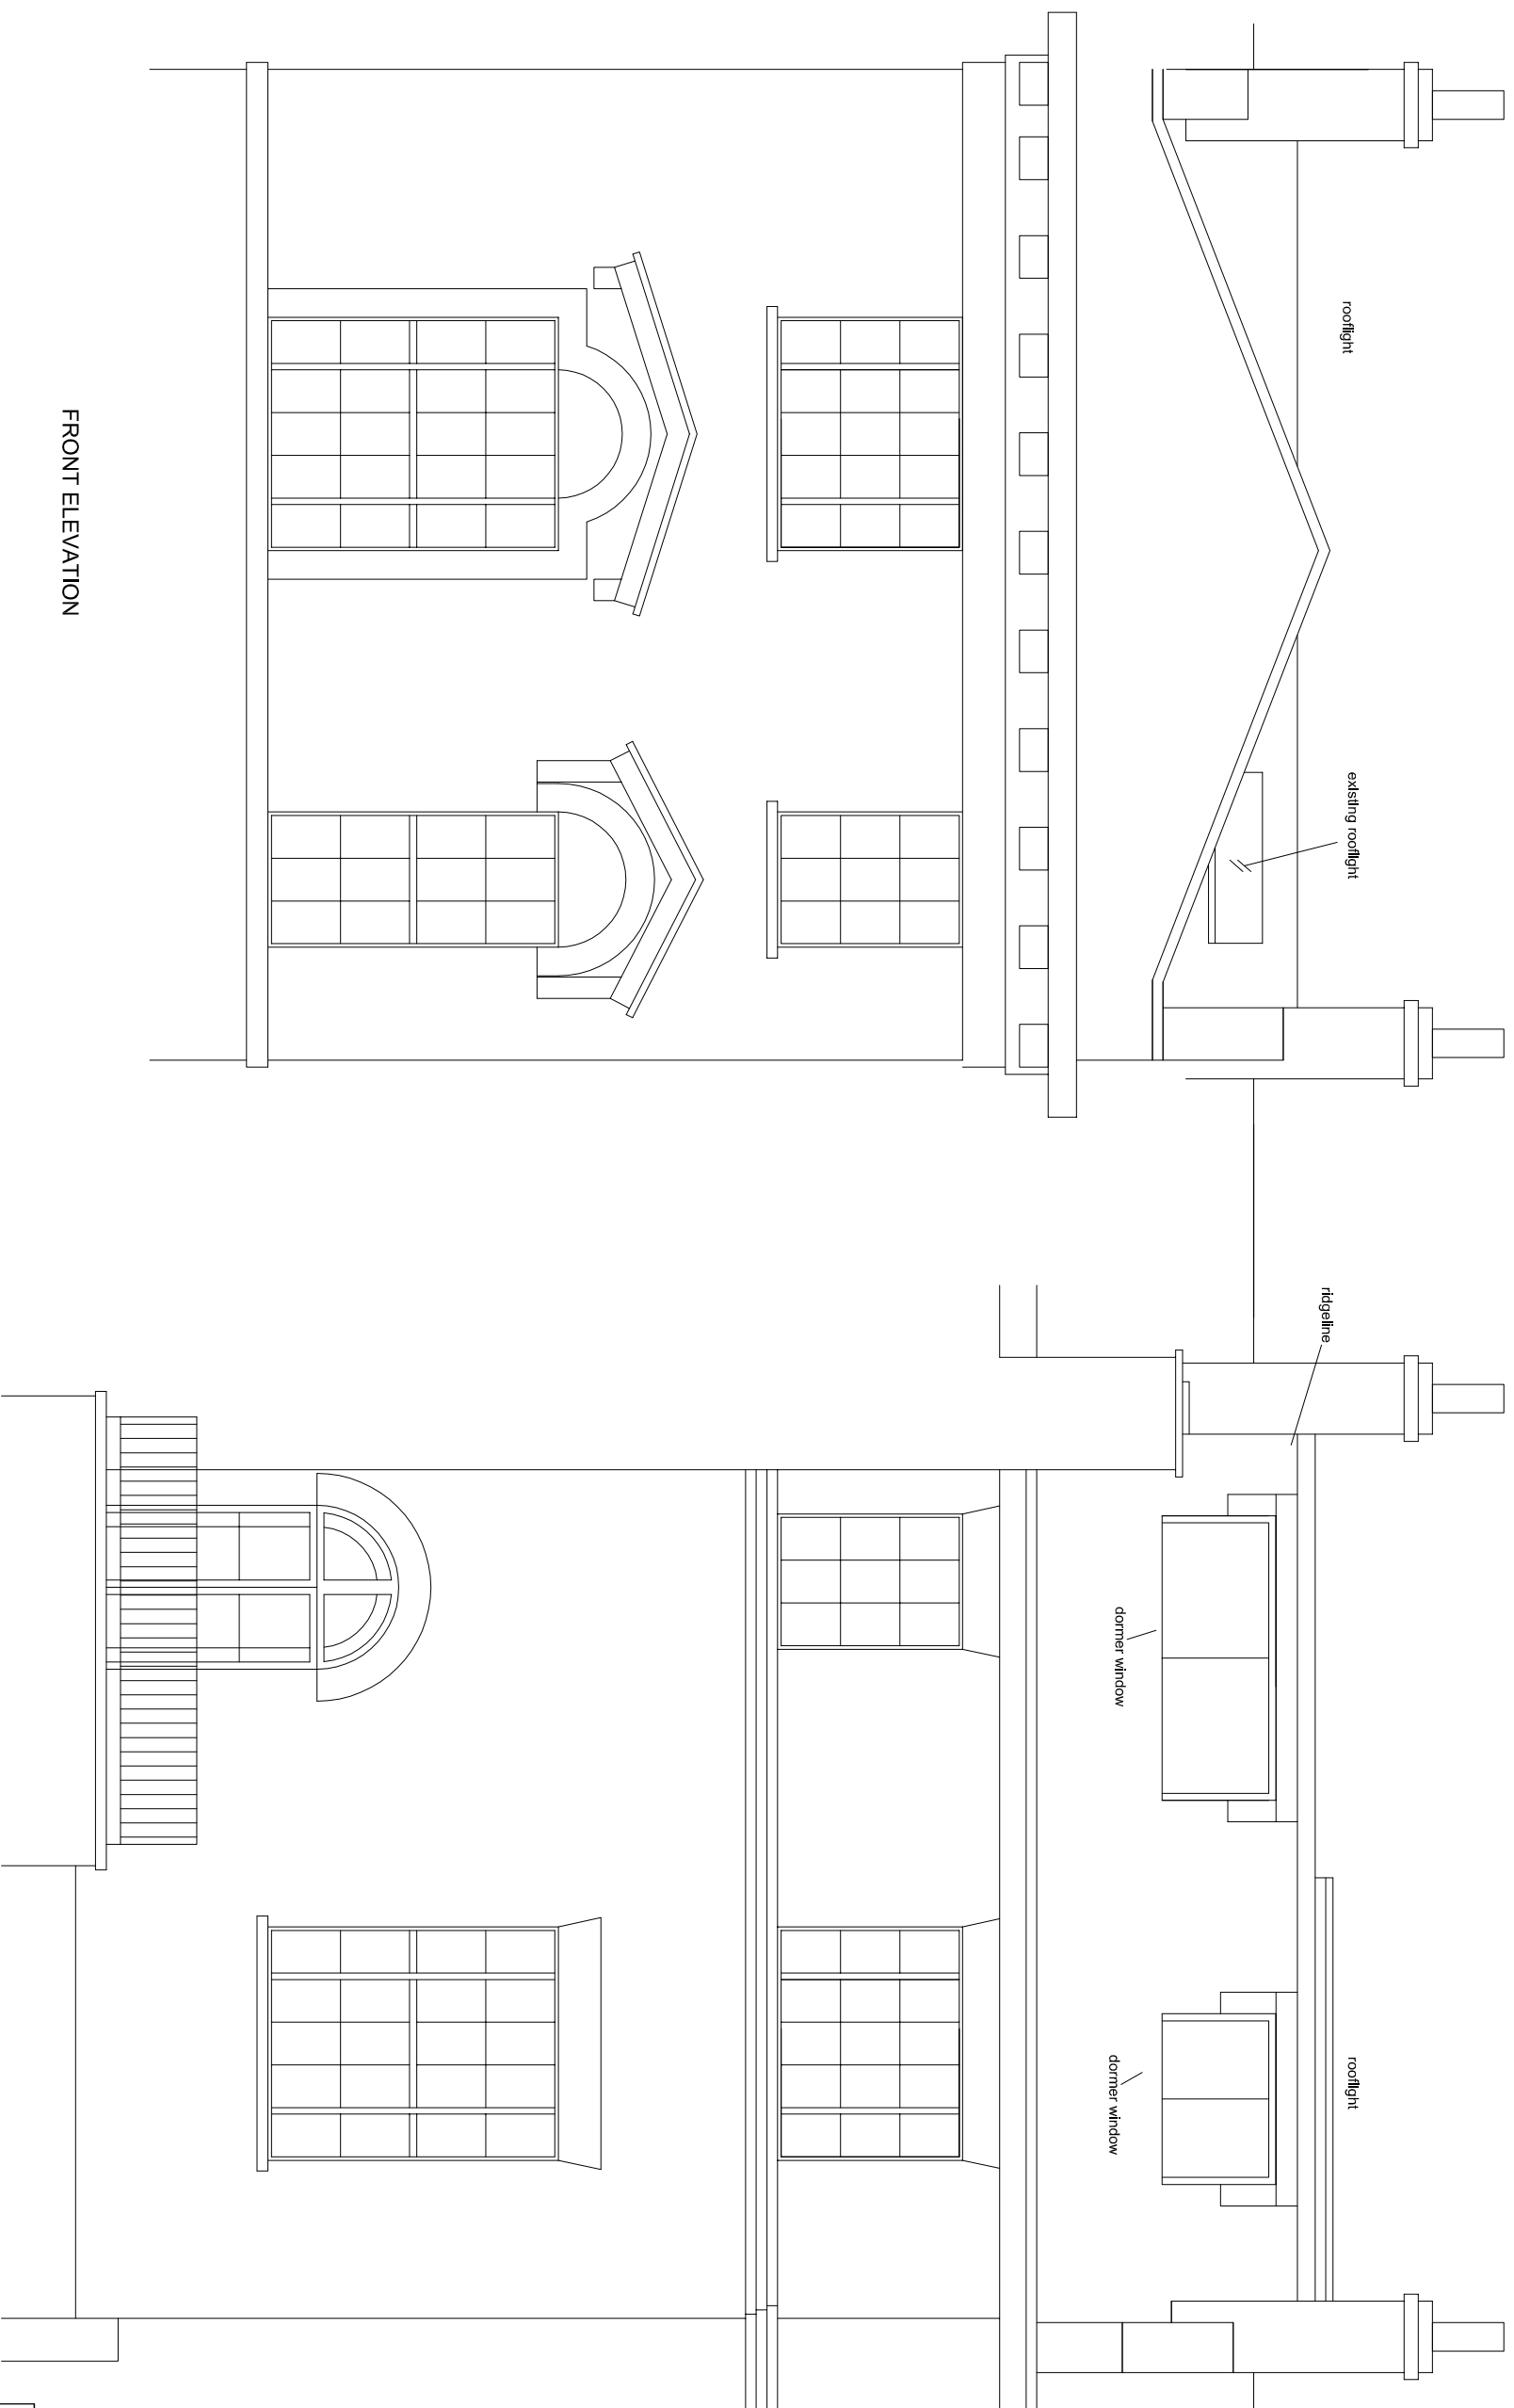 rooflight
existing rooflight
FRONT ELEVATION
ridgeline
dormer window
dormer window
rooflight